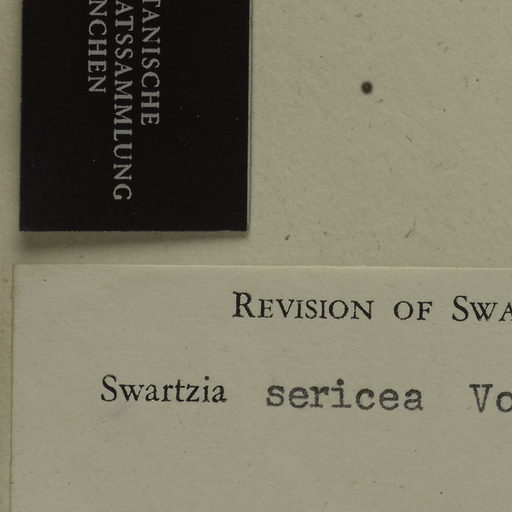 TANISCHE
ATSSAMMLUNG
NCHEN
REVISION OF SWA
Swartzia sericea Vo